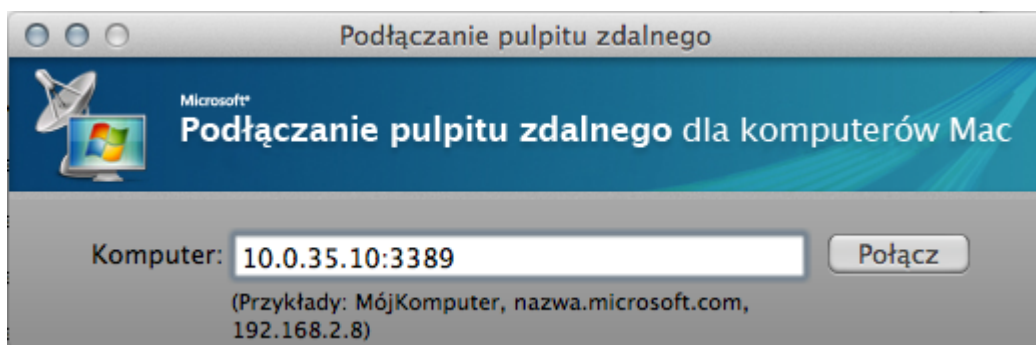 Podłączanie pulpitu zdalnego
Microsoft®
Podłączanie pulpitu zdalnego dla komputerów Mac
Komputer: 10.0.35.10:3389 Połącz
(Przykłady: MójKomputer, nazwa.microsoft.com,
192.168.2.8)